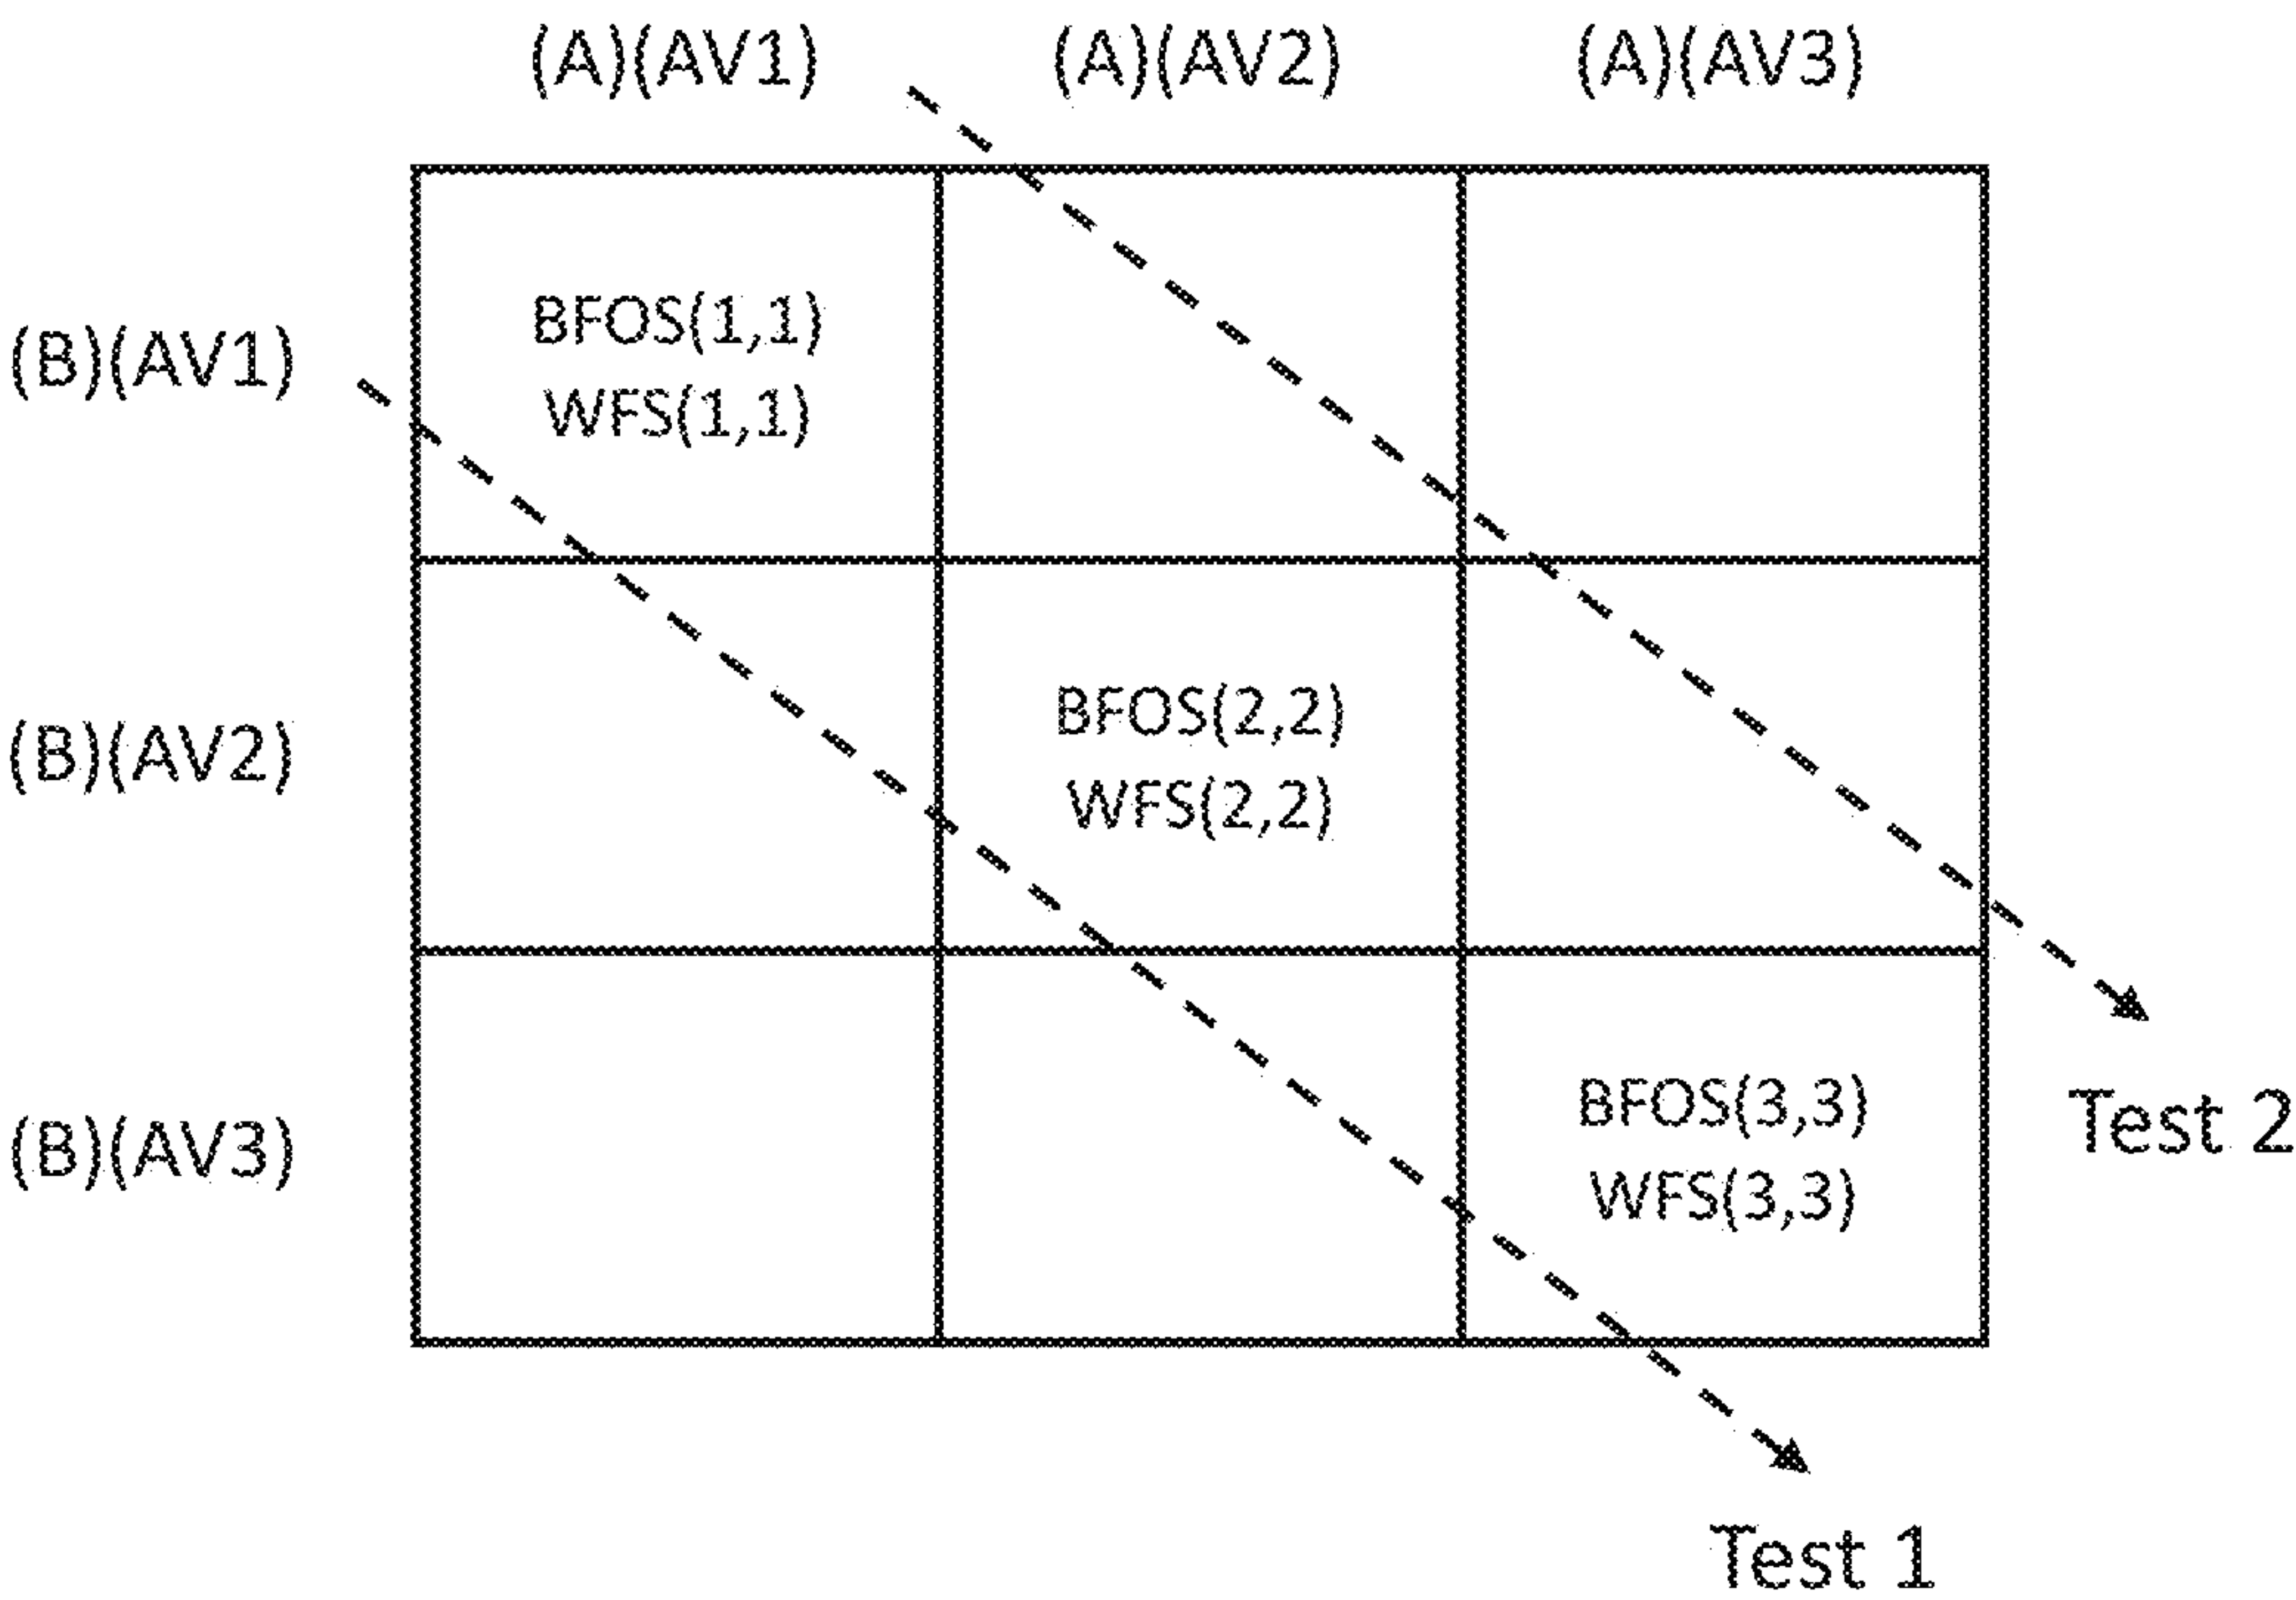 (A)(AV1) (A)(AV2) (A)(AV3)
(B)(AV1)
BFOS(1,1)
WFS(1,1)
(B)(AV2)
BFOS(2,2)
WFS(2,2)
(B)(AV3)
BFOS(3,3)
WFS(3,3)
Test 2
Test 1